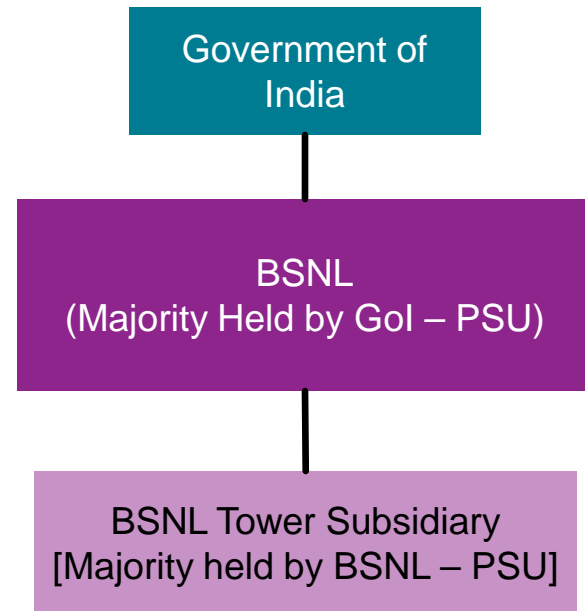 Government of
India
BSNL
(Majority Held by GoI – PSU)
BSNL Tower Subsidiary
[Majority held by BSNL – PSU]